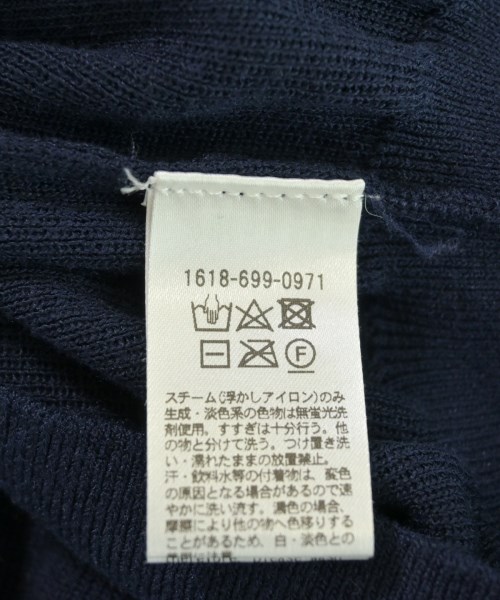 1618-699-0971
F
スチーム(浮かしアイロン)のみ
生成・淡色系の色物は無蛍光洗
剤使用。すすぎは十分行う。他
の物と分けて洗う。つけ置き洗
い・濡れたままの放置禁止。
汗・飲料水等の付着物は、変色
の原因となる場合があるので速
やかに洗い流す。濃色の場合、
摩擦により他の物へ色移りする
ことがあるため、白・淡色との